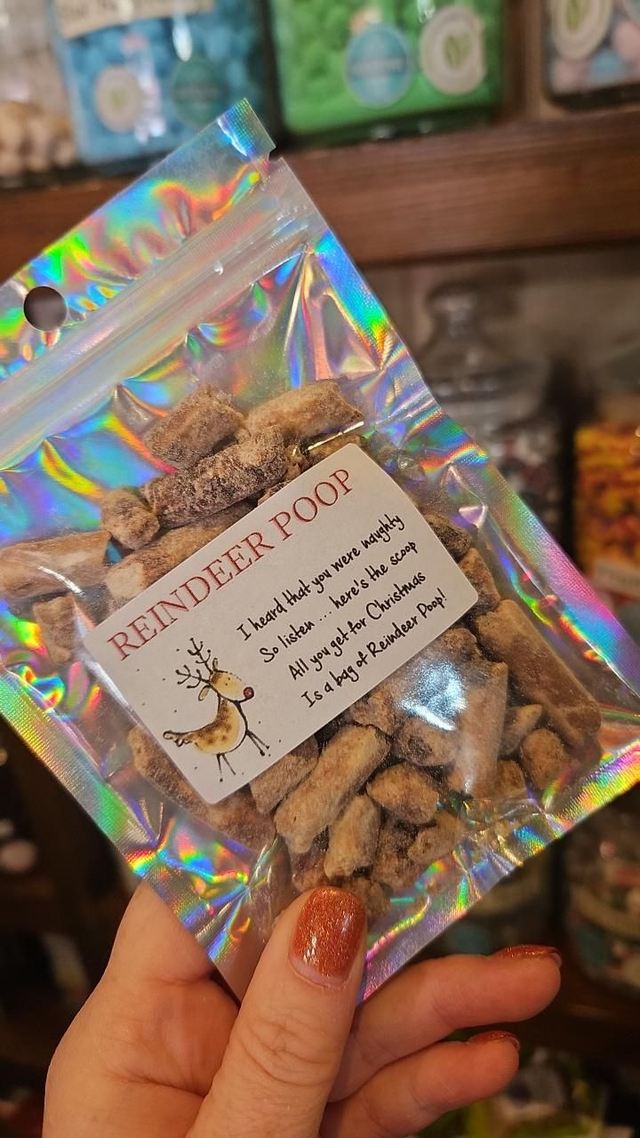 REINDEER POOP
I heard that you were naughty
So listen ... here's the scoop
All you get for Christmas
Is a bag of Reindeer Poop!